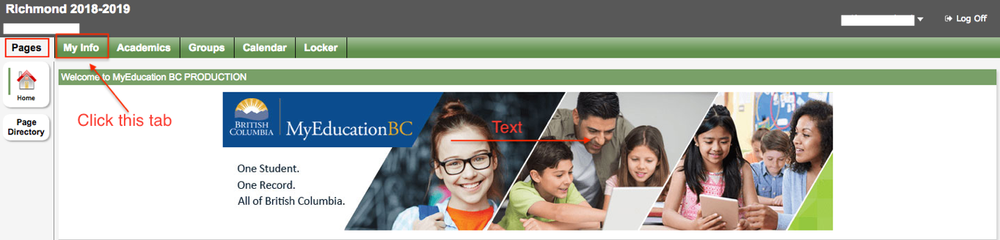 Richmond 2018-2019
Log Off
Pages
My Info
Academics
Groups
Calendar
Locker
Welcome to MyEducation BC PRODUCTION
Home
Page
Directory
Click this tab
BRITISH
COLUMBIA
MyEducationBC
Text
One Student.
One Record.
All of British Columbia.